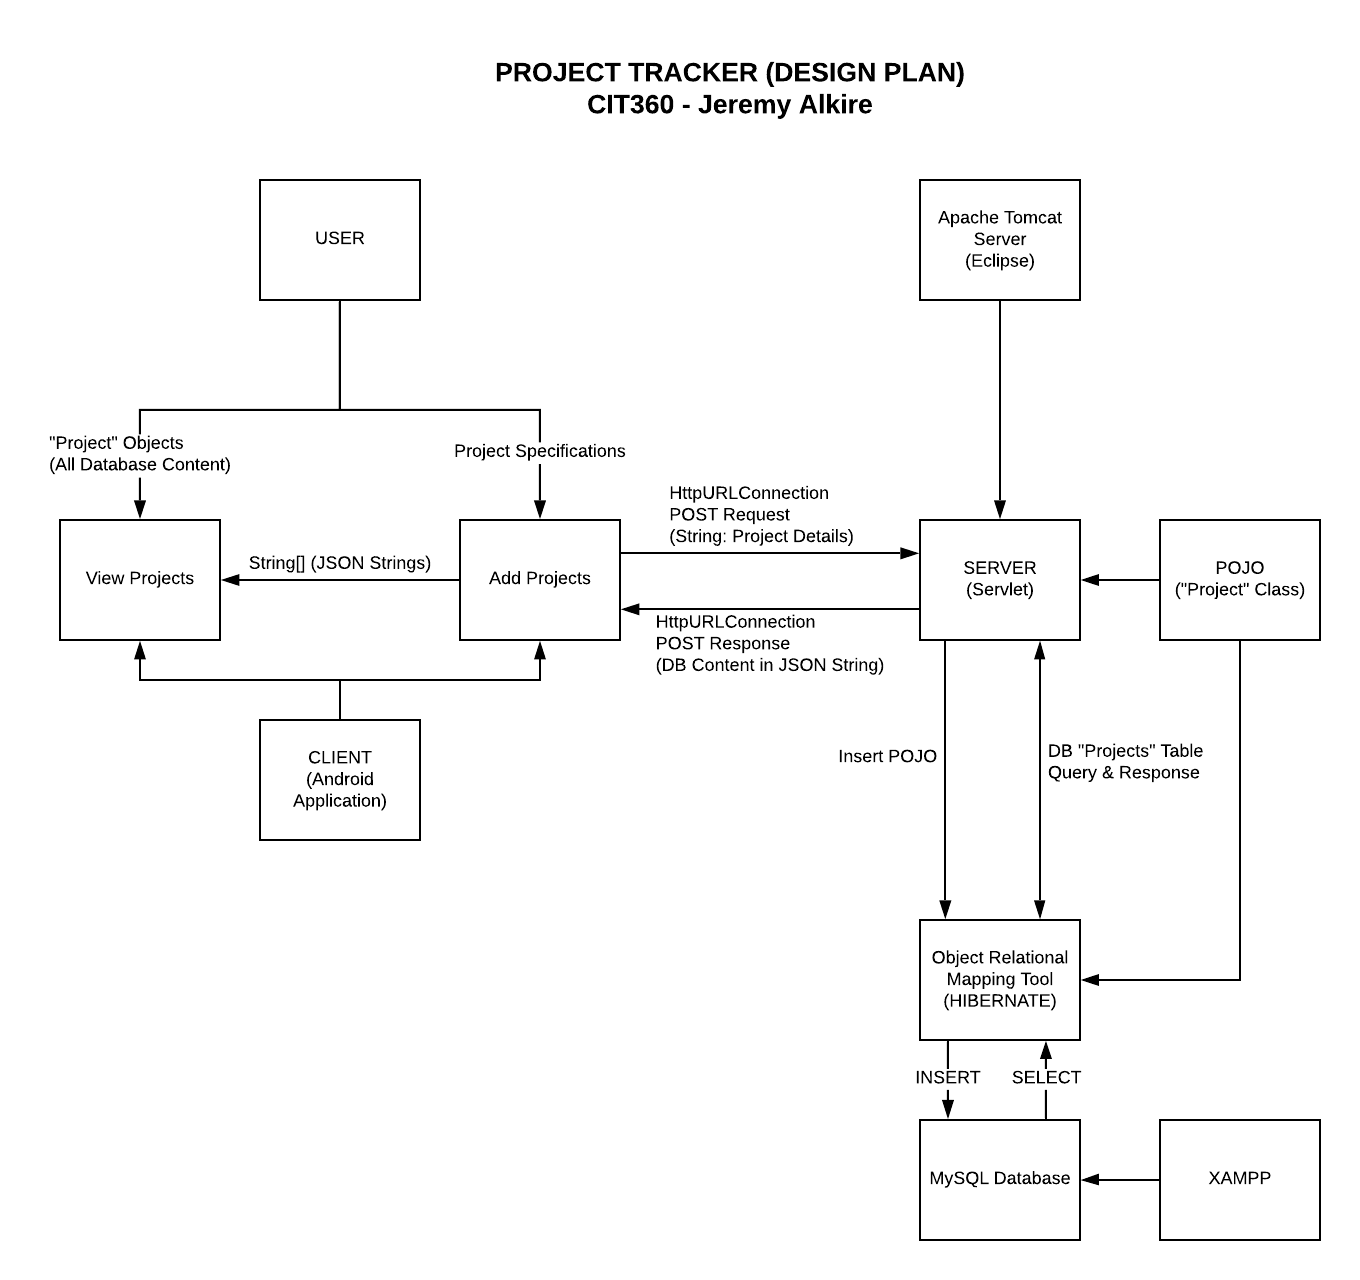 PROJECT TRACKER (DESIGN PLAN)
CIT360 - Jeremy Alkire
USER
Apache Tomcat
Server
(Eclipse)
"Project" Objects
(All Database Content)
Project Specifications
HttpURLConnection
POST Request
(String: Project Details)
View Projects
String[] (JSON Strings)
Add Projects
SERVER
(Servlet)
POJO
("Project" Class)
HttpURLConnection
POST Response
(DB Content in JSON String)
CLIENT
(Android
Application)
Insert POJO
DB "Projects" Table
Query & Response
Object Relational
Mapping Tool
(HIBERNATE)
INSERT
SELECT
MySQL Database
XAMPP